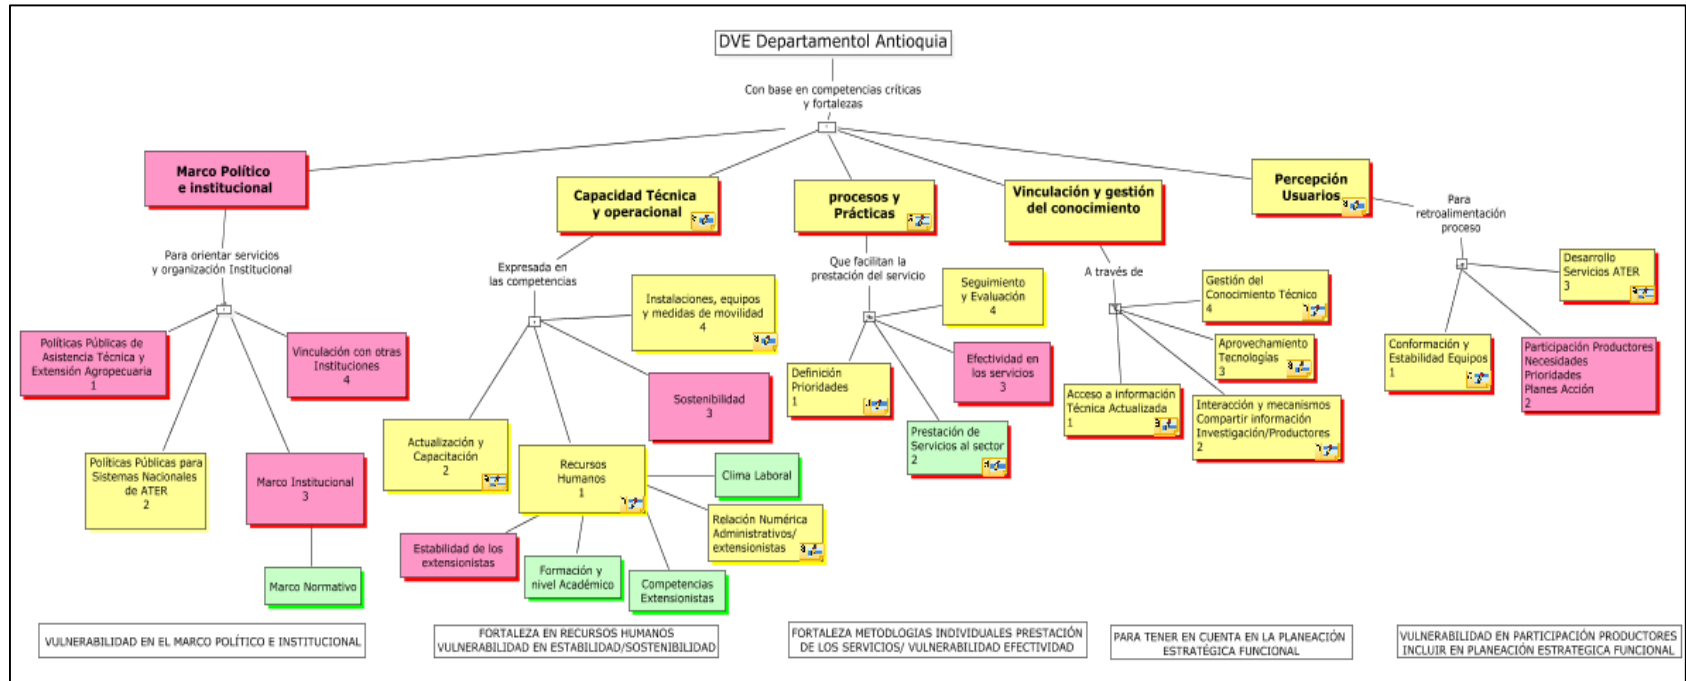 DVE Departamentol Antioquia
Con base en competencias críticas
y fortalezas
Marco Político
e institucional
Para orientar servicios
y organización Institucional
Políticas Públicas de
Asistencia Técnica y
Extensión Agropecuaria
1
Vinculación con otras
Instituciones
4
Políticas Públicas para
Sistemas Nacionales
de ATER
2
Marco Institucional
3
Marco Normativo
VULNERABILIDAD EN EL MARCO POLÍTICO E INSTITUCIONAL
Capacidad Técnica
y operacional
Expresada en
las competencias
Instalaciones, equipos
y medidas de movilidad
4
Sostenibilidad
3
Actualización y
Capacitación
2
Recursos
Humanos
1
Clima Laboral
Relación Numérica
Administrativos/
extensionistas
Estabilidad de los
extensionistas
Formación y
nivel Académico
Competencias
Extensionistas
FORTALEZA EN RECURSOS HUMANOS
VULNERABILIDAD EN ESTABILIDAD/SOSTENIBILIDAD
procesos y
Prácticas
Que facilitan la
prestación del servicio
Seguimiento
y Evaluación
4
Efectividad en
los servicios
3
Definición
Prioridades
1
Prestación de
Servicios al sector
2
FORTALEZA METODLOGIAS INDIVIDUALES PRESTACIÓN
DE LOS SERVICIOS/ VULNERABILIDAD EFECTIVIDAD
Vinculación y gestión
del conocimiento
A través de
Gestión del
Conocimiento Técnico
4
Aprovechamiento
Tecnologías
3
Acceso a información
Técnica Actualizada
1
Interacción y mecanismos
Compartir información
Investigación/Productores
2
PARA TENER EN CUENTA EN LA PLANEACIÓN
ESTRATÉGICA FUNCIONAL
Percepción
Usuarios
Para
retroalimentación
proceso
Desarrollo
Servicios ATER
3
Conformación y
Estabilidad Equipos
1
Participación Productores
Necesidades
Prioridades
Planes Acción
2
VULNERABILIDAD EN PARTICIPACIÓN PRODUCTORES
INCLUIR EN PLANEACIÓN ESTRATEGICA FUNCIONAL